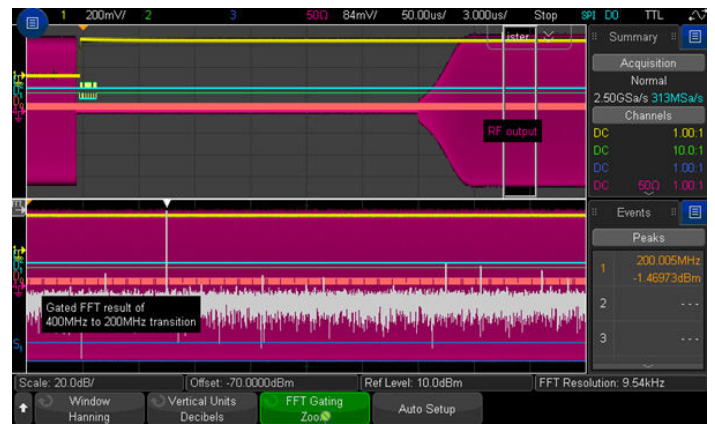 1 200mV/ 2 3 50Ω 84mV/ 50.00us/ 3.000us/ Stop SPI D0 TTL
Lister
Summary
Acquisition
Normal
2.50GSa/s 313MSa/s
Channels
DC 1.00:1
DC 10.0:1
DC 1.00:1
DC 50Ω 1.00:1
RF output
Events
Peaks
1 200.005MHz
-1.46973dBm
2 ---
3 ---
Gated FFT result of
400MHz to 200MHz transition
S1
Scale: 20.0dB/ Offset: -70.0000dBm Ref Level: 10.0dBm FFT Resolution: 9.54kHz
Window
Hanning
Vertical Units
Decibels
FFT Gating
Zoom
Auto Setup